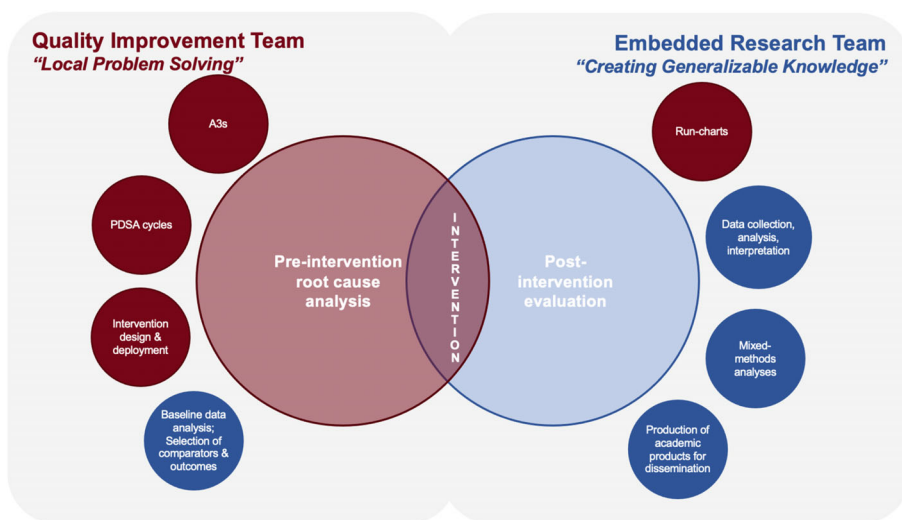 Quality Improvement Team
“Local Problem Solving”
Embedded Research Team
“Creating Generalizable Knowledge”
A3s
PDSA cycles
Intervention
design &
deployment
Baseline data
analysis;
Selection of
comparators &
outcomes
Pre-intervention
root cause
analysis
INTERVENTION
Post-
intervention
evaluation
Run-charts
Data collection,
analysis,
interpretation
Mixed-
methods
analyses
Production of
academic
products for
dissemination